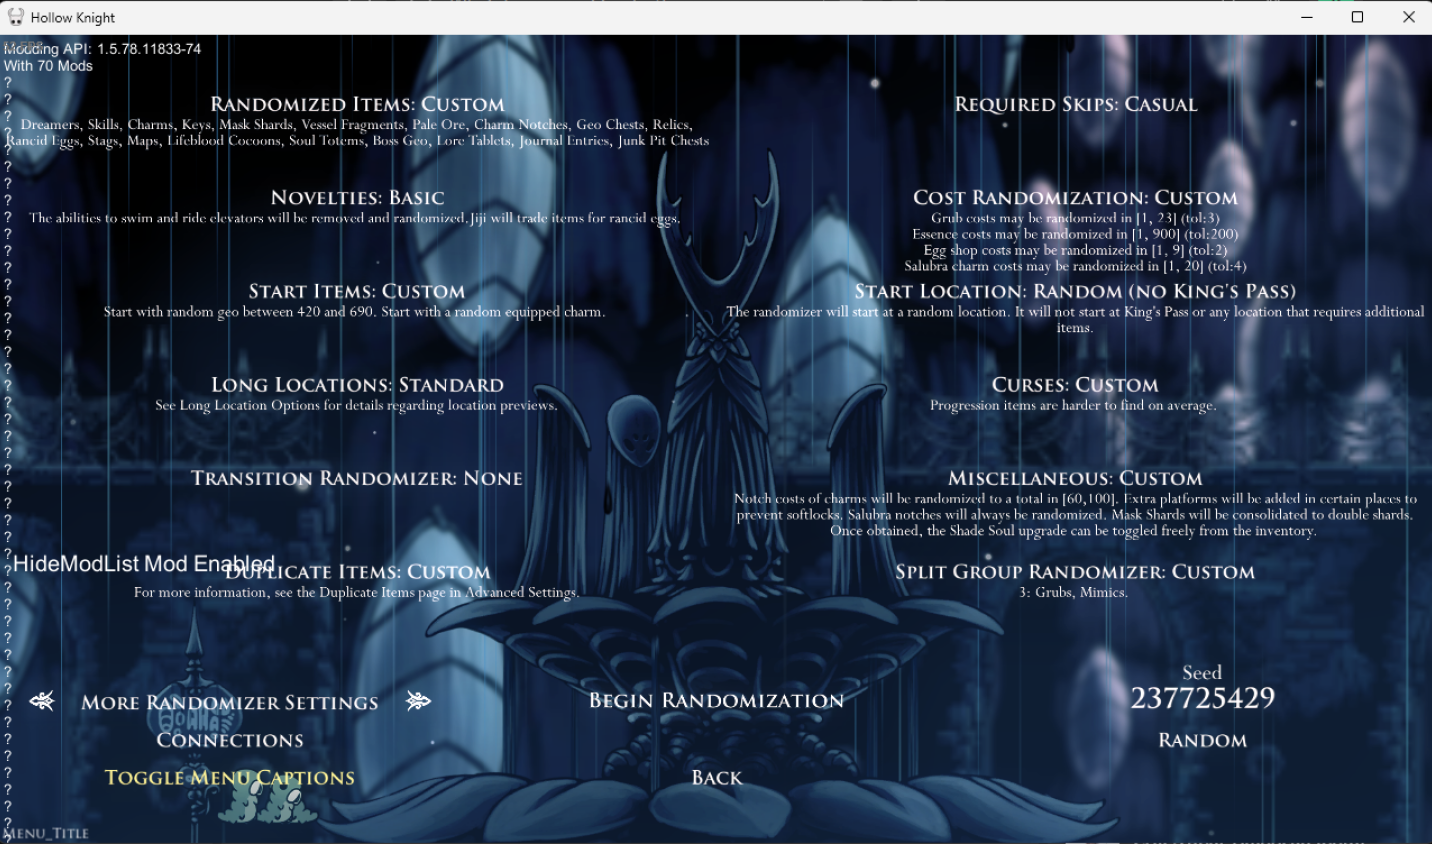 Hollow Knight
Modding API: 1.5.78.11833-74
With 70 Mods
?
RANDOMIZED ITEMS: CUSTOM
Dreamers, Skills, Charms, Keys, Mask Shards, Vessel Fragments, Pale Ore, Charm Notches, Geo Chests, Relics,
Rancid Eggs, Stags, Maps, Lifeblood Cocoons, Soul Totems, Boss Geo, Lore Tablets, Journal Entries, Junk Pit Chests
REQUIRED SKIPS: CASUAL
NOVELTIES: BASIC
The abilities to swim and ride elevators will be removed and randomized.Jiji will trade items for rancid eggs.
COST RANDOMIZATION: CUSTOM
Grub costs may be randomized in [1, 23] (tol:3)
Essence costs may be randomized in [1, 900] (tol:200)
Egg shop costs may be randomized in [1, 9] (tol:2)
Salubra charm costs may be randomized in [1, 20] (tol:4)
START ITEMS: CUSTOM
Start with random geo between 420 and 690. Start with a random equipped charm.
START LOCATION: RANDOM (NO KING'S PASS)
The randomizer will start at a random location. It will not start at King's Pass or any location that requires additional
items.
LONG LOCATIONS: STANDARD
See Long Location Options for details regarding location previews.
CURSES: CUSTOM
Progression items are harder to find on average.
TRANSITION RANDOMIZER: NONE
MISCELLANEOUS: CUSTOM
Notch costs of charms will be randomized to a total in [60,100]. Extra platforms will be added in certain places to
prevent softlocks. Salubra notches will always be randomized. Mask Shards will be consolidated to double shards.
Once obtained, the Shade Soul upgrade can be toggled freely from the inventory.
HideModList Mod Enabled
DUPLICATE ITEMS: CUSTOM
For more information, see the Duplicate Items page in Advanced Settings.
SPLIT GROUP RANDOMIZER: CUSTOM
3: Grubs, Mimics.
MORE RANDOMIZER SETTINGS
CONNECTIONS
TOGGLE MENU CAPTIONS
BEGIN RANDOMIZATION
BACK
Seed
237725429
RANDOM
MENU_TITLE